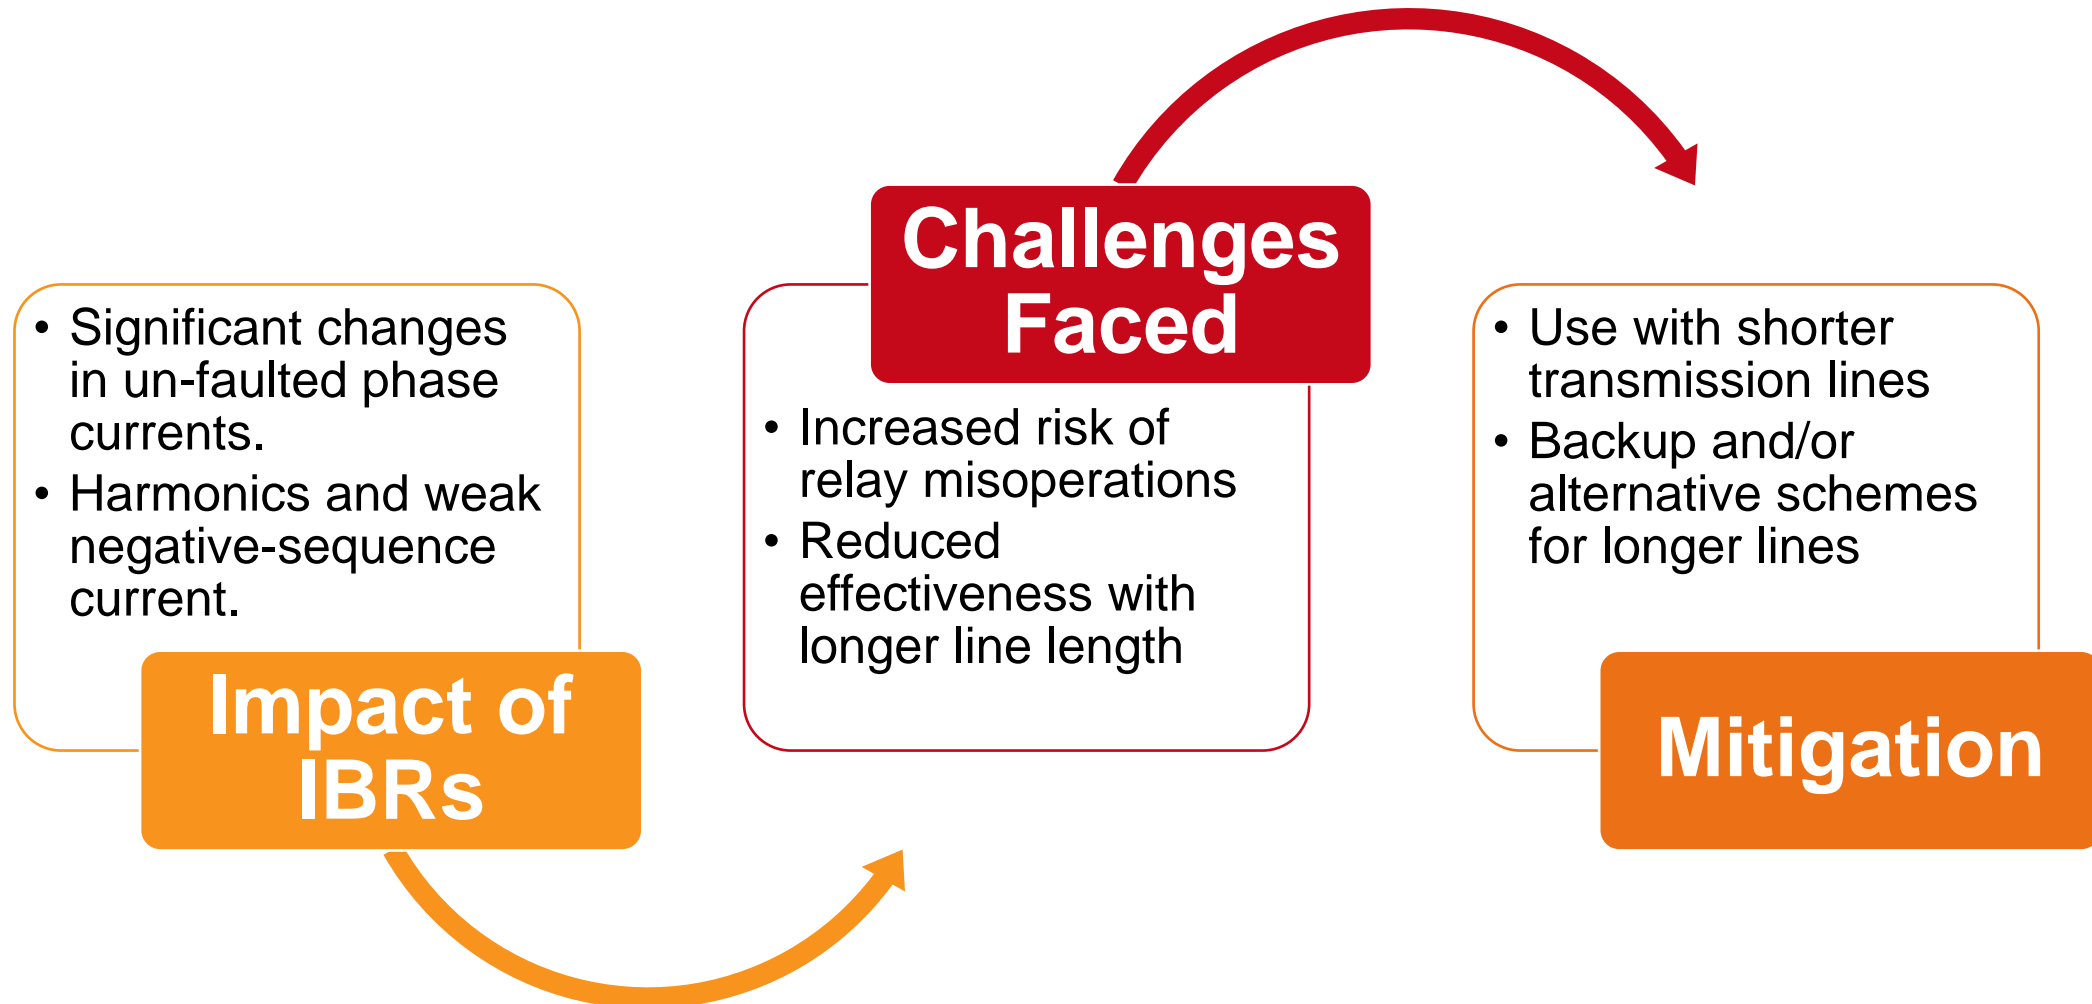 • Significant changes
in un-faulted phase
currents.
• Harmonics and weak
negative-sequence
current.
Impact of
IBRs
Challenges
Faced
• Increased risk of
relay misoperations
• Reduced
effectiveness with
longer line length
• Use with shorter
transmission lines
• Backup and/or
alternative schemes
for longer lines
Mitigation